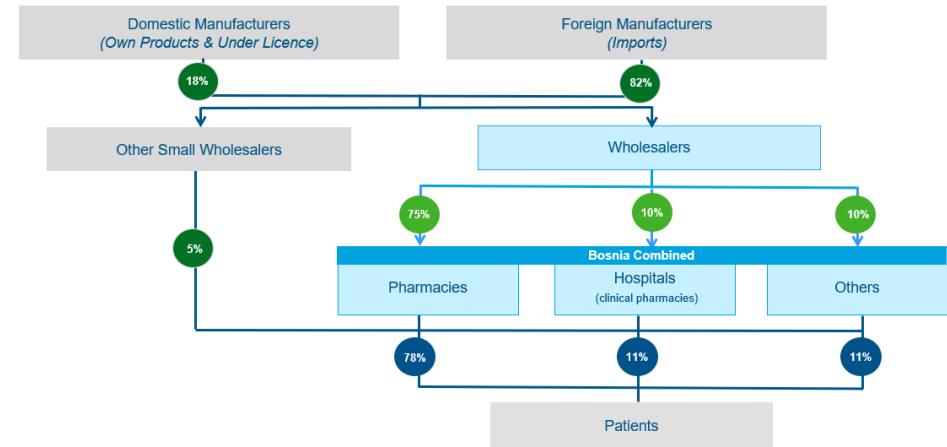 Domestic Manufacturers
(Own Products & Under Licence)
Foreign Manufacturers
(Imports)
18%
82%
Other Small Wholesalers
Wholesalers
75%
10%
10%
5%
Bosnia Combined
Pharmacies
Hospitals
(clinical pharmacies)
Others
78%
11%
11%
Patients